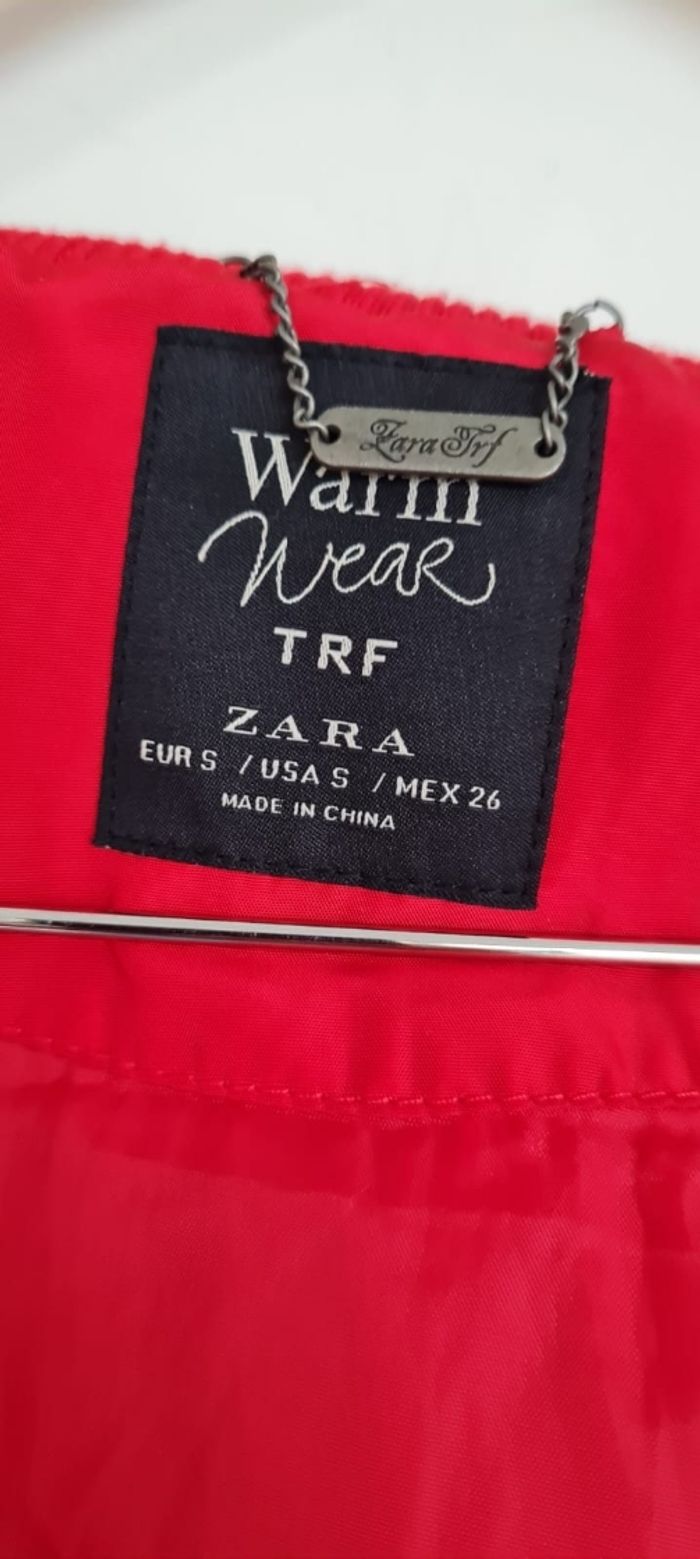 Zara Trf
Warm
Wear
TRF
ZARA
EUR S / USA S / MEX 26
MADE IN CHINA